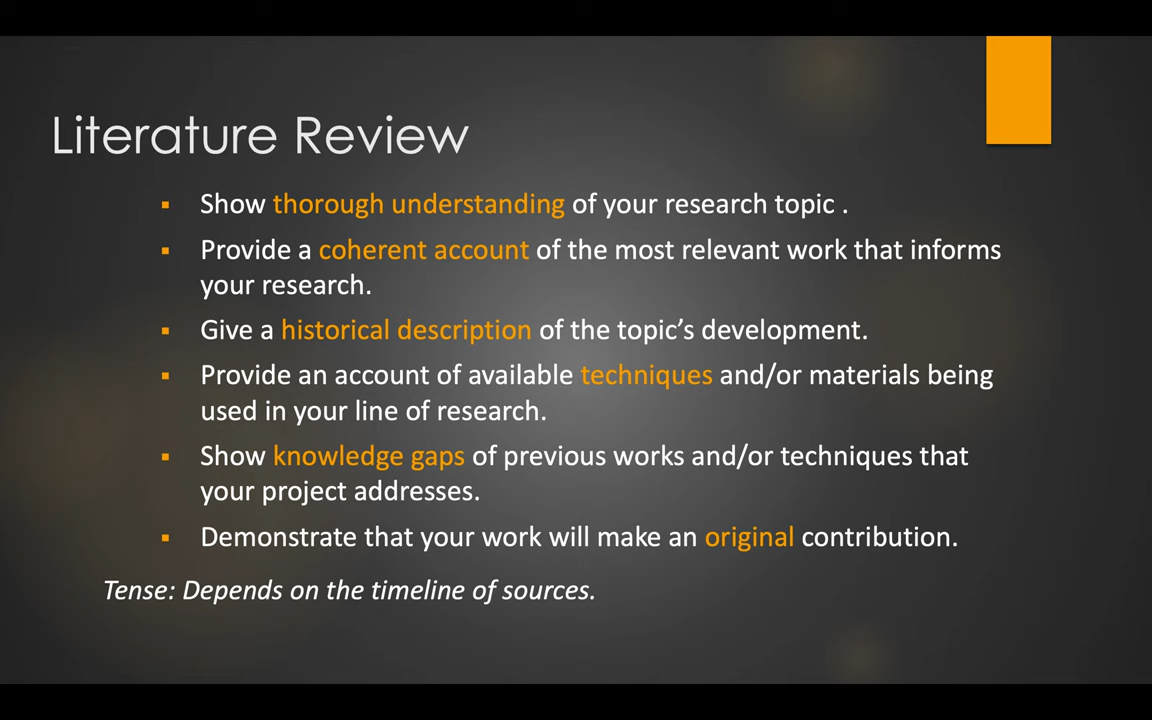 Literature Review
▪ Show thorough understanding of your research topic .
▪ Provide a coherent account of the most relevant work that informs
your research.
▪ Give a historical description of the topic’s development.
▪ Provide an account of available techniques and/or materials being
used in your line of research.
▪ Show knowledge gaps of previous works and/or techniques that
your project addresses.
▪ Demonstrate that your work will make an original contribution.
Tense: Depends on the timeline of sources.